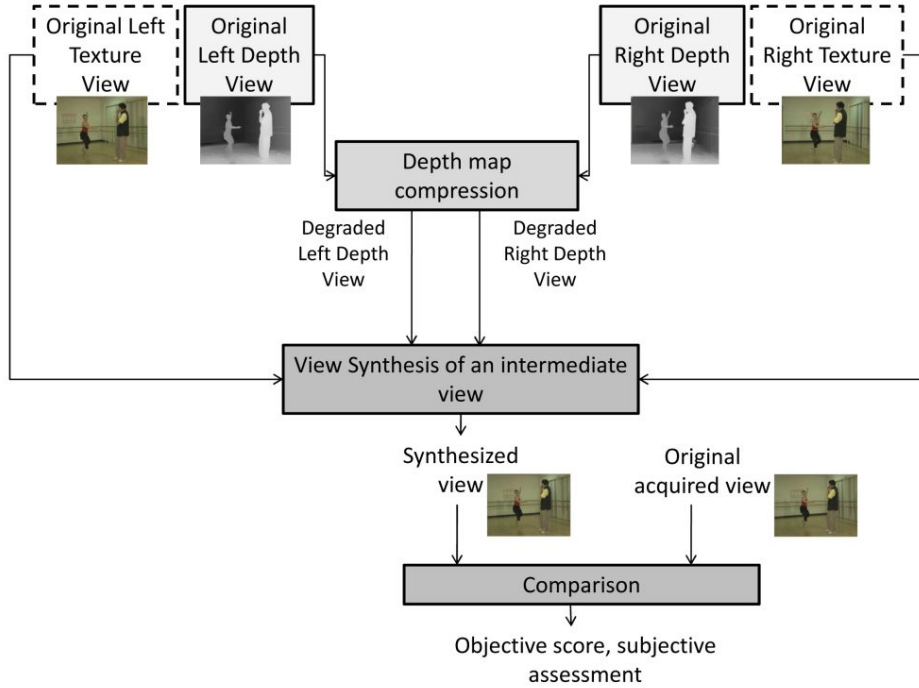 Original Left
Texture
View
Original
Left Depth
View
Original
Right Depth
View
Original
Right Texture
View
Depth map
compression
Degraded
Left Depth
View
Degraded
Right Depth
View
View Synthesis of an intermediate
view
Synthesized
view
Original
acquired view
Comparison
Objective score, subjective
assessment